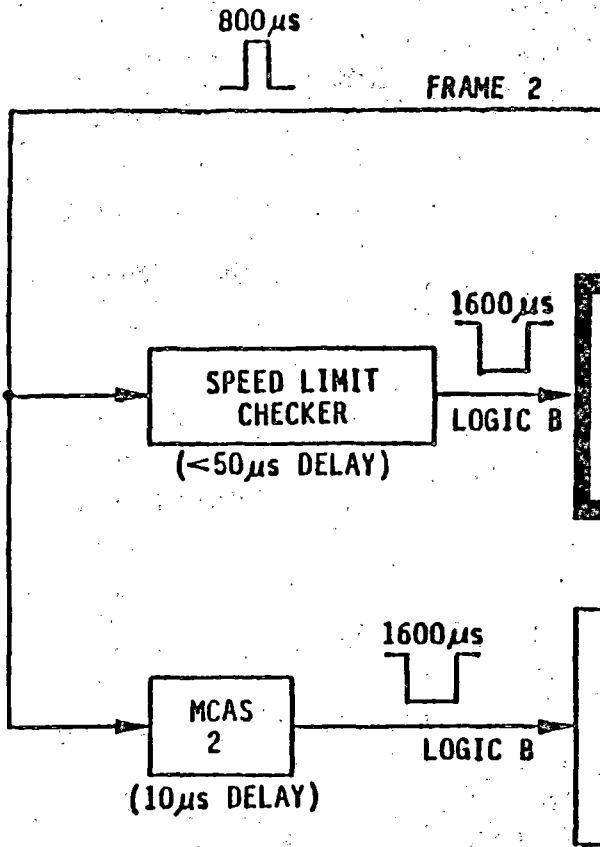 800μs
FRAME 2
1600μs
SPEED LIMIT
CHECKER
LOGIC B
(<50μs DELAY)
1600μs
MCAS
2
LOGIC B
(10μs DELAY)